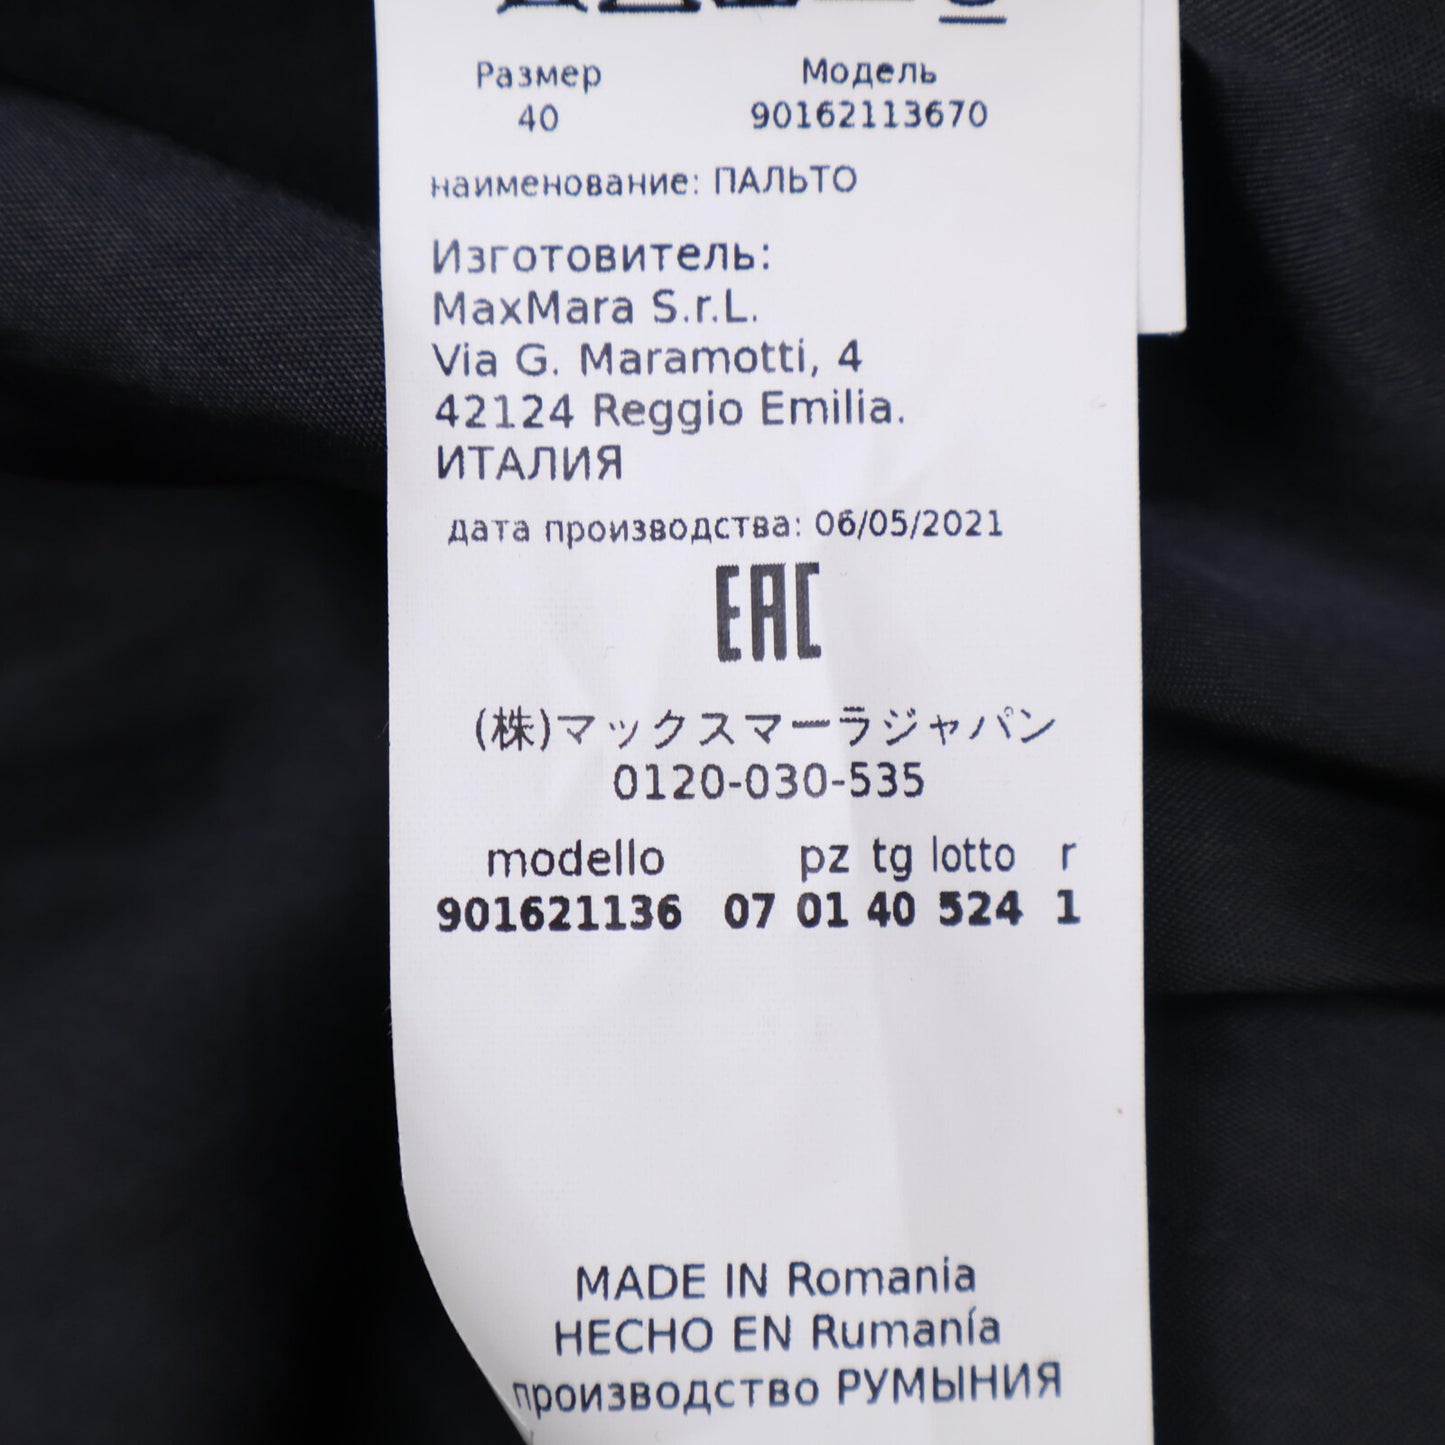 Размер Модель
40 90162113670
наименование: ПАЛЬТО
Изготовитель:
MaxMara S.r.L.
Via G. Maramotti, 4
42124 Reggio Emilia.
ИТАЛИЯ
дата производства: 06/05/2021
EAC
(株)マックスマーラジャパン
0120-030-535
modello pz tg lotto r
901621136 07 01 40 524 1
MADE IN Romania
HECHO EN Rumanía
производство РУМЫНИЯ